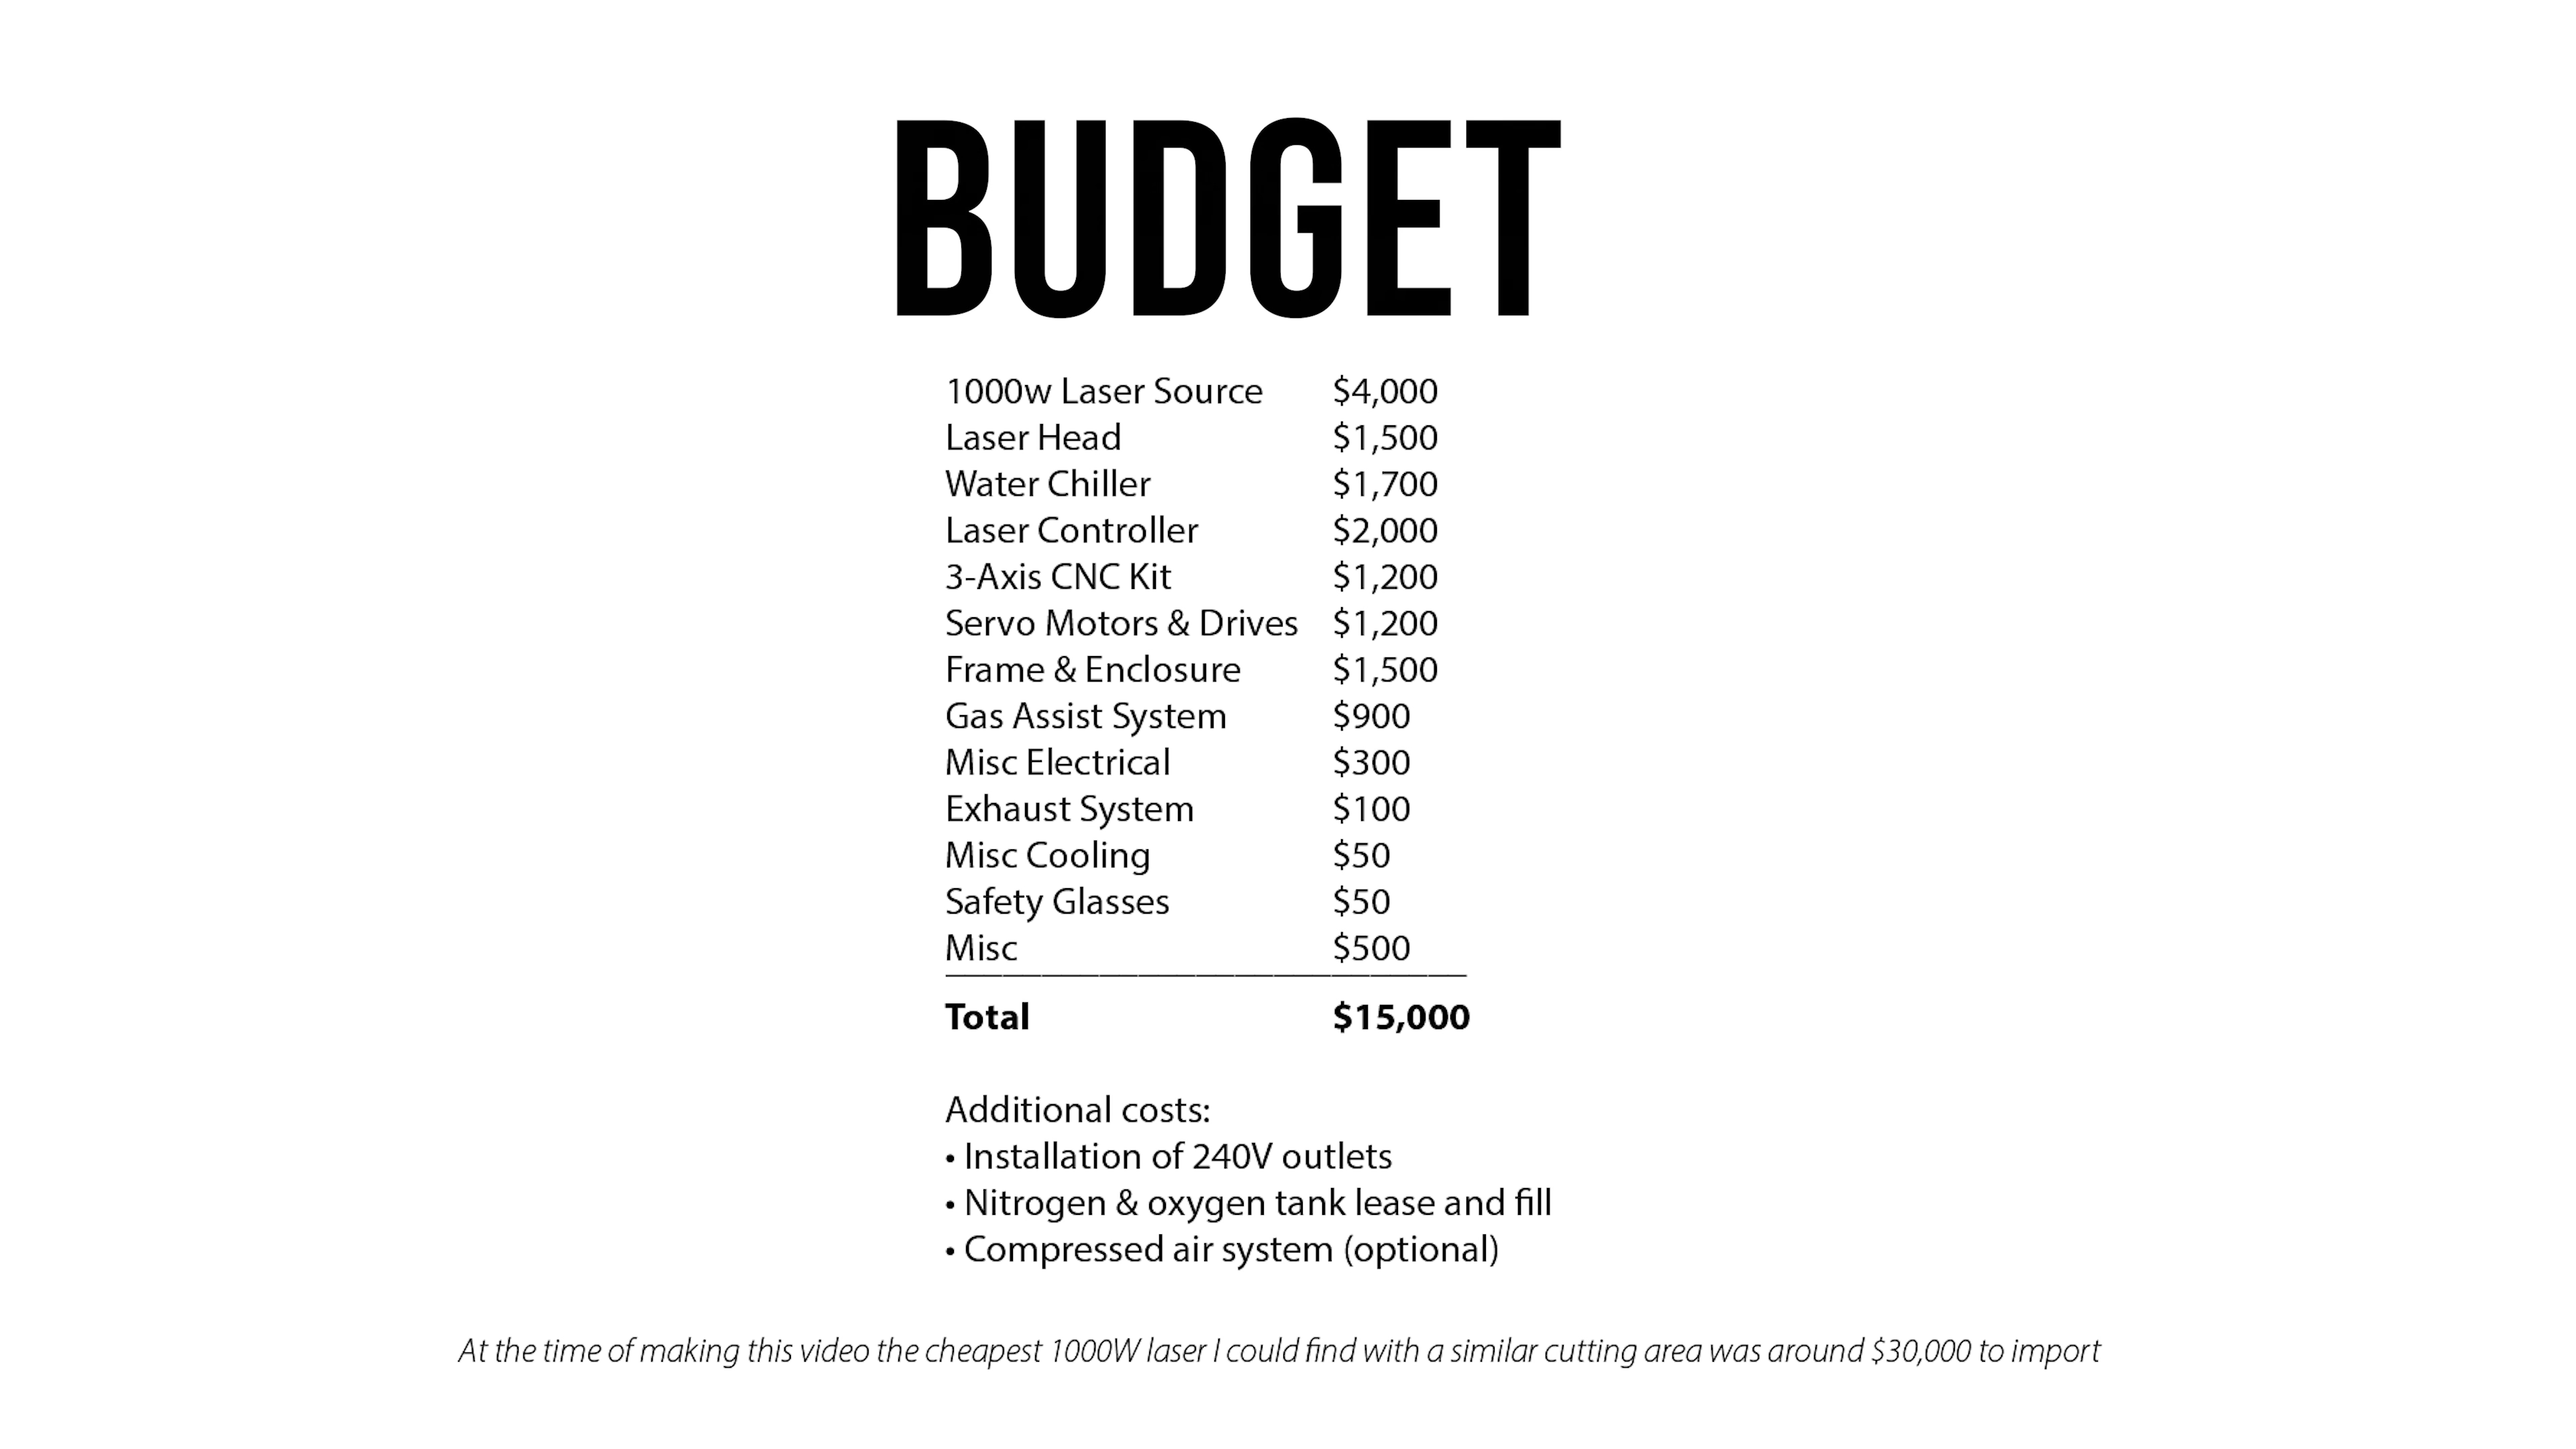 BUDGET
1000w Laser Source $4,000
Laser Head $1,500
Water Chiller $1,700
Laser Controller $2,000
3-Axis CNC Kit $1,200
Servo Motors & Drives $1,200
Frame & Enclosure $1,500
Gas Assist System $900
Misc Electrical $300
Exhaust System $100
Misc Cooling $50
Safety Glasses $50
Misc $500
Total $15,000
Additional costs:
• Installation of 240V outlets
• Nitrogen & oxygen tank lease and fill
• Compressed air system (optional)
At the time of making this video the cheapest 1000W laser I could find with a similar cutting area was around $30,000 to import